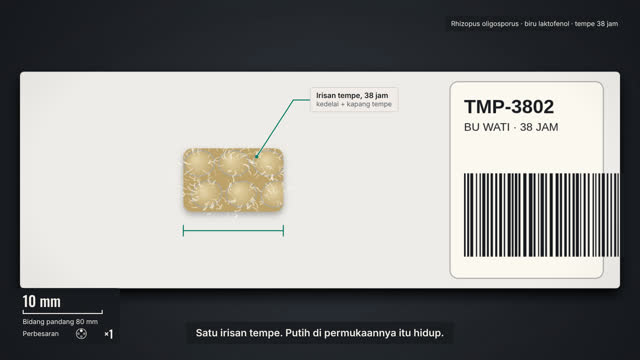 Rhizopus oligosporus · biru laktofenol · tempe 38 jam
Irisan tempe, 38 jam
kedelai + kapang tempe
TMP-3802
BU WATI · 38 JAM
10 mm
Bidang pandang 80 mm
Perbesaran ×1
Satu irisan tempe. Putih di permukaannya itu hidup.